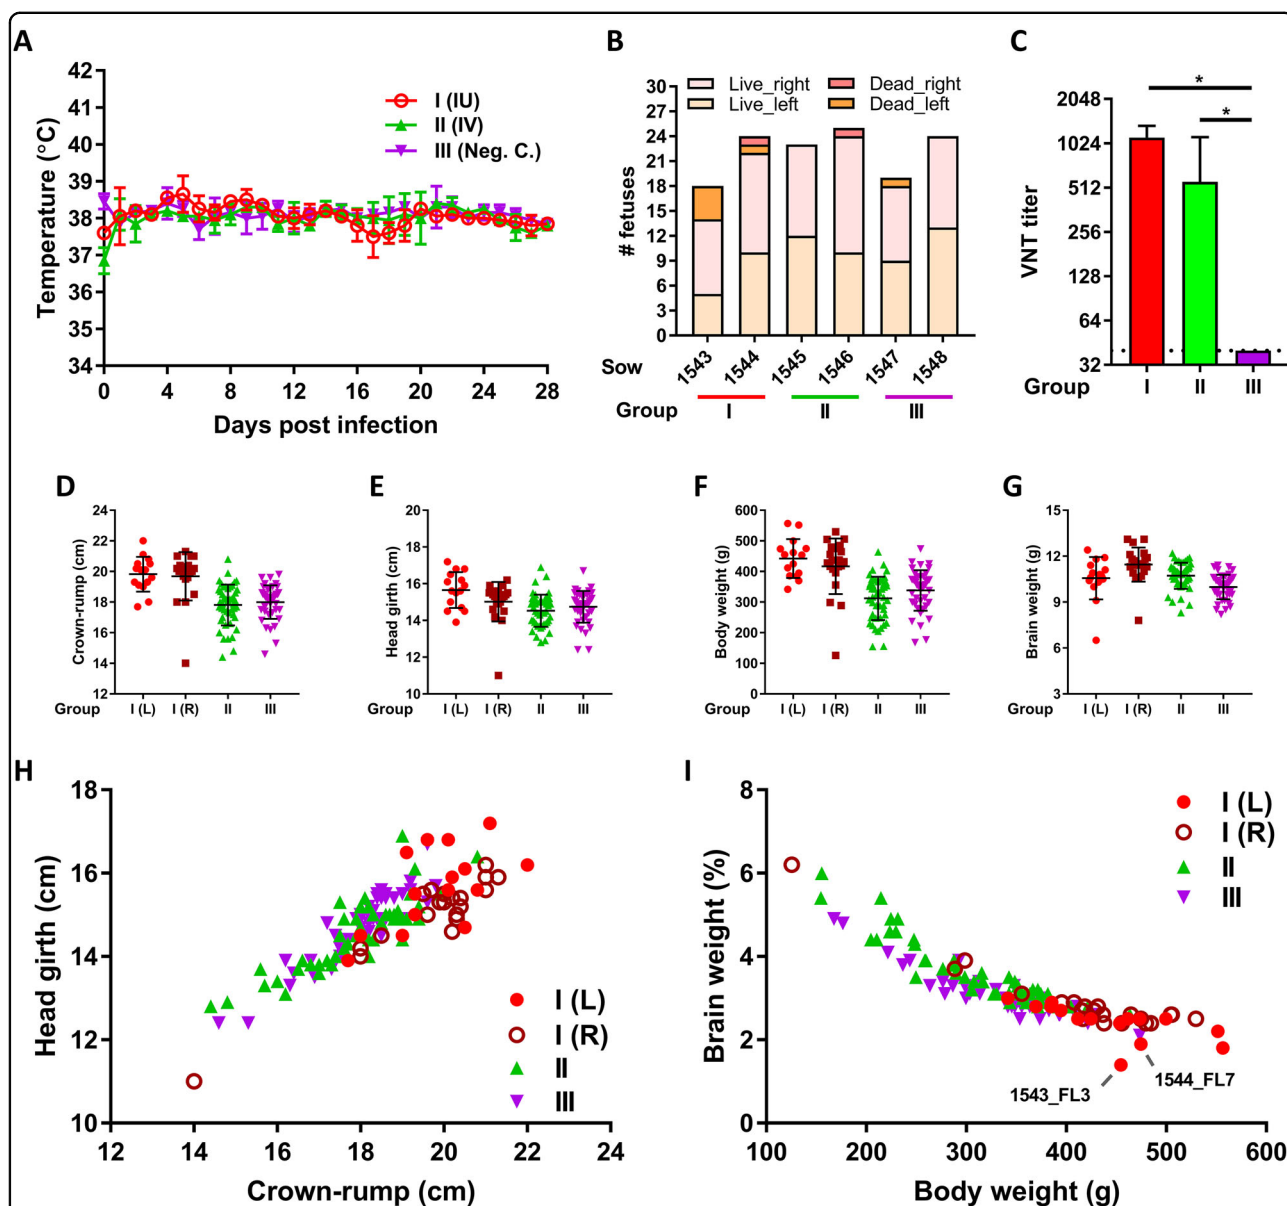 A
42
41
40
39
38
37
36
35
34
Temperature (°C)
I (IU)
II (IV)
III (Neg. C.)
0 4 8 12 16 20 24 28
Days post infection
B
Live_right Dead_right
Live_left Dead_left
30
27
24
21
18
15
12
9
6
3
0
# fetuses
Sow 1543 1544 1545 1546 1547 1548
Group I II III
C
* 
*
2048
1024
512
256
128
64
32
VNT titer
Group I II III
D
24
22
20
18
16
14
12
Crown-rump (cm)
Group I (L) I (R) II III
E
20
18
16
14
12
10
Head girth (cm)
Group I (L) I (R) II III
F
600
500
400
300
200
100
0
Body weight (g)
Group I (L) I (R) II III
G
15
12
9
6
3
Brain weight (g)
Group I (L) I (R) II III
H
18
16
14
12
10
Head girth (cm)
I (L)
I (R)
II
III
12 14 16 18 20 22 24
Crown-rump (cm)
I
8
6
4
2
0
Brain weight (%)
I (L)
I (R)
II
III
1543_FL3
1544_FL7
100 200 300 400 500 600
Body weight (g)